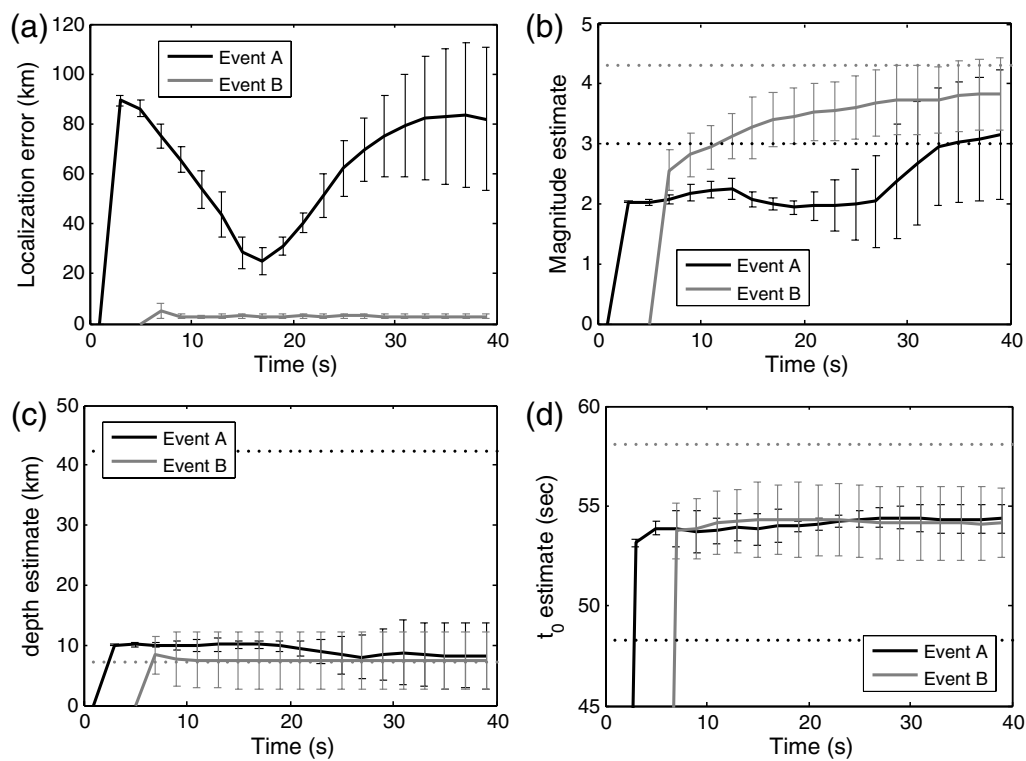 (a)
120
100
80
60
40
20
0
Localization error (km)
Event A
Event B
0 10 20 30 40
Time (s)
(b)
5
4
3
2
1
0
Magnitude estimate
Event A
Event B
0 10 20 30 40
Time (s)
(c)
50
40
30
20
10
0
depth estimate (km)
Event A
Event B
0 10 20 30 40
Time (s)
(d)
60
55
50
45
t0 estimate (sec)
Event A
Event B
0 10 20 30 40
Time (s)